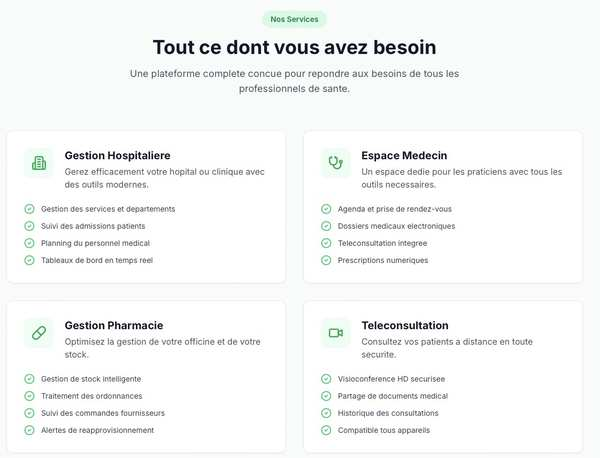 Nos Services
Tout ce dont vous avez besoin
Une plateforme complete concue pour repondre aux besoins de tous les
professionnels de sante.
Gestion Hospitaliere
Gerez efficacement votre hopital ou clinique avec
des outils modernes.
Gestion des services et departements
Suivi des admissions patients
Planning du personnel medical
Tableaux de bord en temps reel
Espace Medecin
Un espace dedie pour les praticiens avec tous les
outils necessaires.
Agenda et prise de rendez-vous
Dossiers medicaux electroniques
Teleconsultation integree
Prescriptions numeriques
Gestion Pharmacie
Optimisez la gestion de votre officine et de votre
stock.
Gestion de stock intelligente
Traitement des ordonnances
Suivi des commandes fournisseurs
Alertes de reapprovisionnement
Teleconsultation
Consultez vos patients a distance en toute
securite.
Visioconference HD securisee
Partage de documents medical
Historique des consultations
Compatible tous appareils